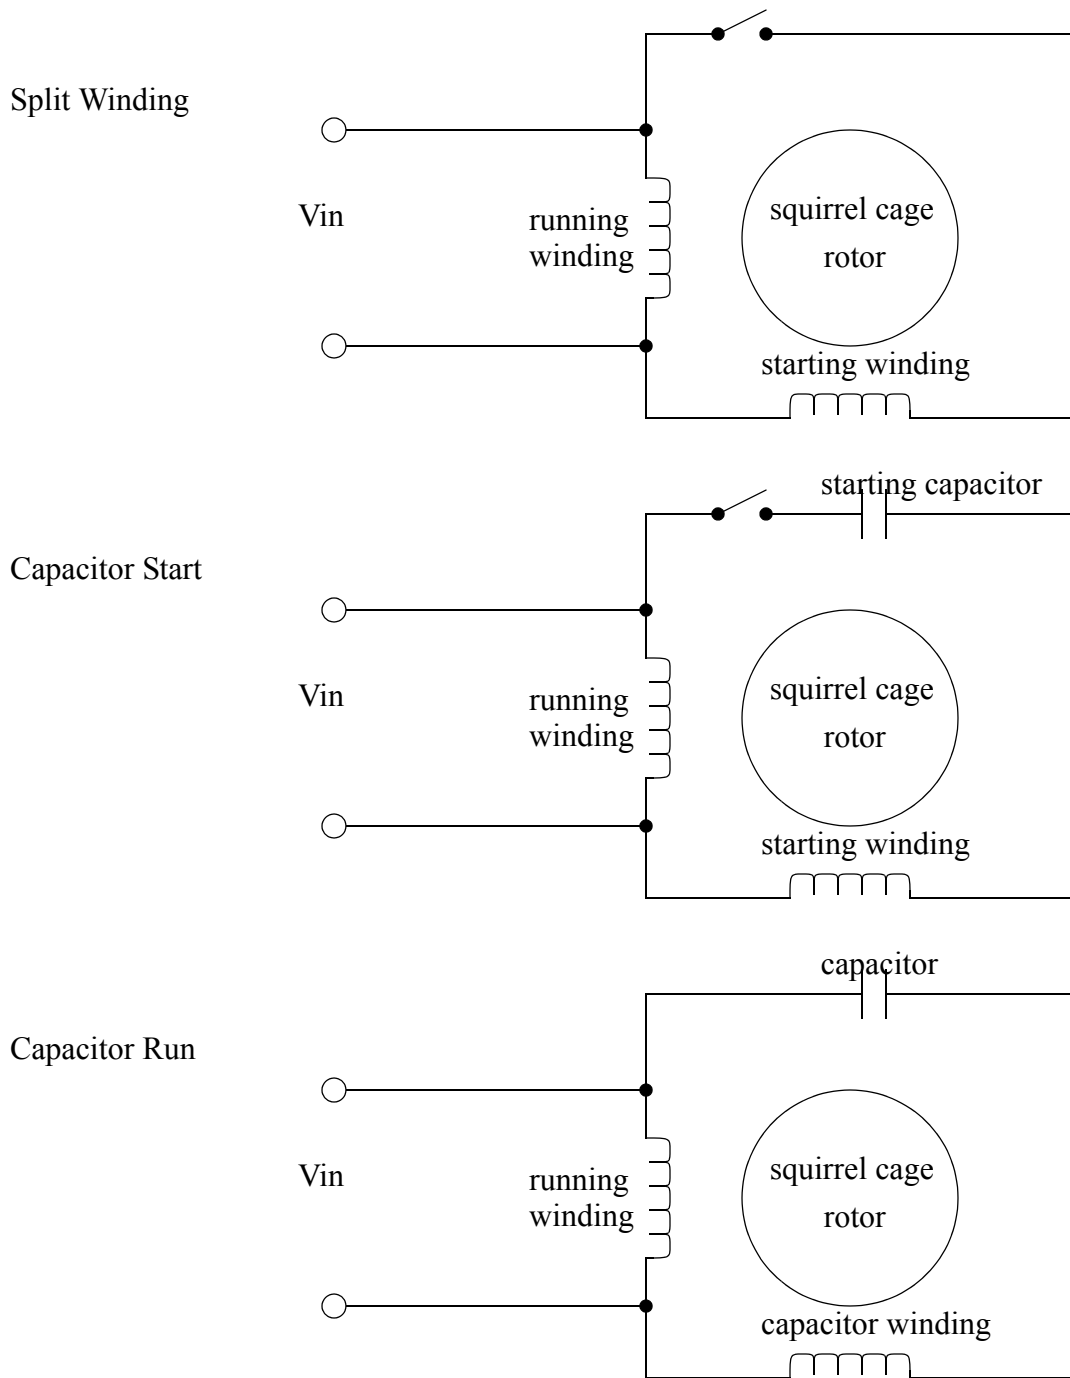 Split Winding
Vin
running
winding
squirrel cage
rotor
starting winding
starting capacitor
Capacitor Start
Vin
running
winding
squirrel cage
rotor
starting winding
capacitor
Capacitor Run
Vin
running
winding
squirrel cage
rotor
capacitor winding